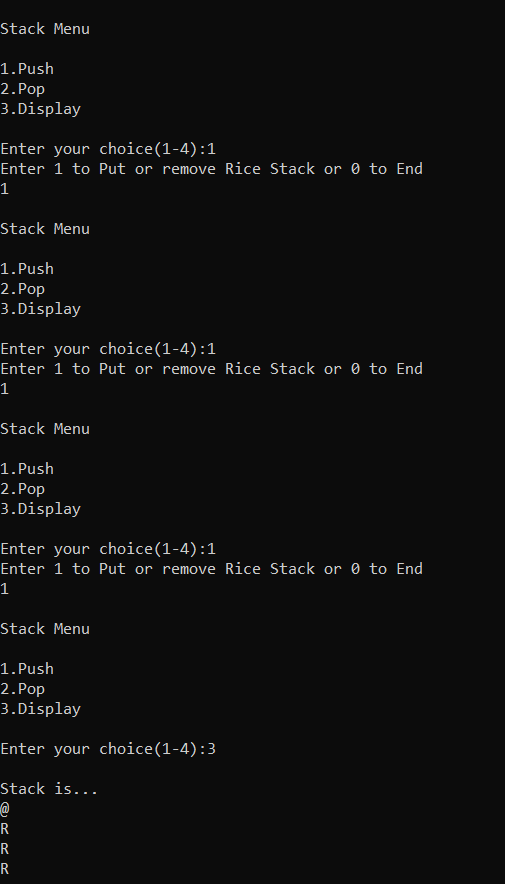 Stack Menu
1.Push
2.Pop
3.Display
Enter your choice(1-4):1
Enter 1 to Put or remove Rice Stack or 0 to End
1
Stack Menu
1.Push
2.Pop
3.Display
Enter your choice(1-4):1
Enter 1 to Put or remove Rice Stack or 0 to End
1
Stack Menu
1.Push
2.Pop
3.Display
Enter your choice(1-4):1
Enter 1 to Put or remove Rice Stack or 0 to End
1
Stack Menu
1.Push
2.Pop
3.Display
Enter your choice(1-4):3
Stack is...
@
R
R
R